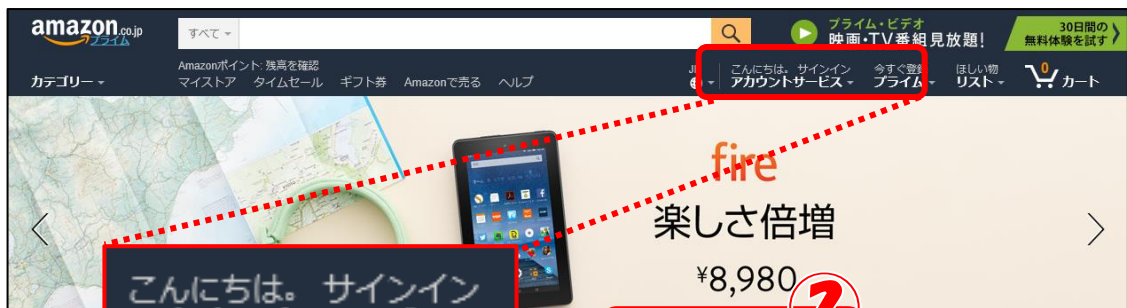 amazon.co.jp
プライム
すべて
プライム・ビデオ
映画・TV番組見放題!
30日間の
無料体験を試す
カテゴリー
Amazonポイント: 残高を確認
マイストア タイムセール ギフト券 Amazonで売る ヘルプ
こんにちは。サインイン
アカウントサービス
今すぐ登録
プライム
ほしい物
リスト
0
カート
fire
楽しさ倍増
¥8,980
こんにちは。サインイン
2